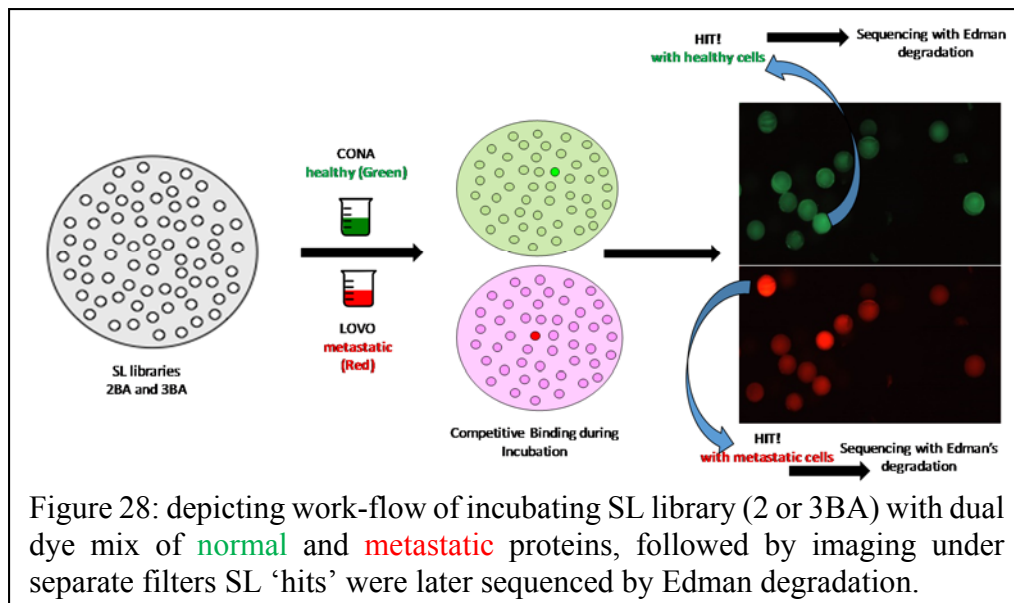 HIT!
with healthy cells
Sequencing with Edman
degradation
CONA
healthy (Green)
LOVO
metastatic
(Red)
SL libraries
2BA and 3BA
Competitive Binding during
Incubation
HIT!
with metastatic cells
Sequencing with Edman's
degradation
Figure 28: depicting work-flow of incubating SL library (2 or 3BA) with dual
dye mix of normal and metastatic proteins, followed by imaging under
separate filters SL ‘hits’ were later sequenced by Edman degradation.